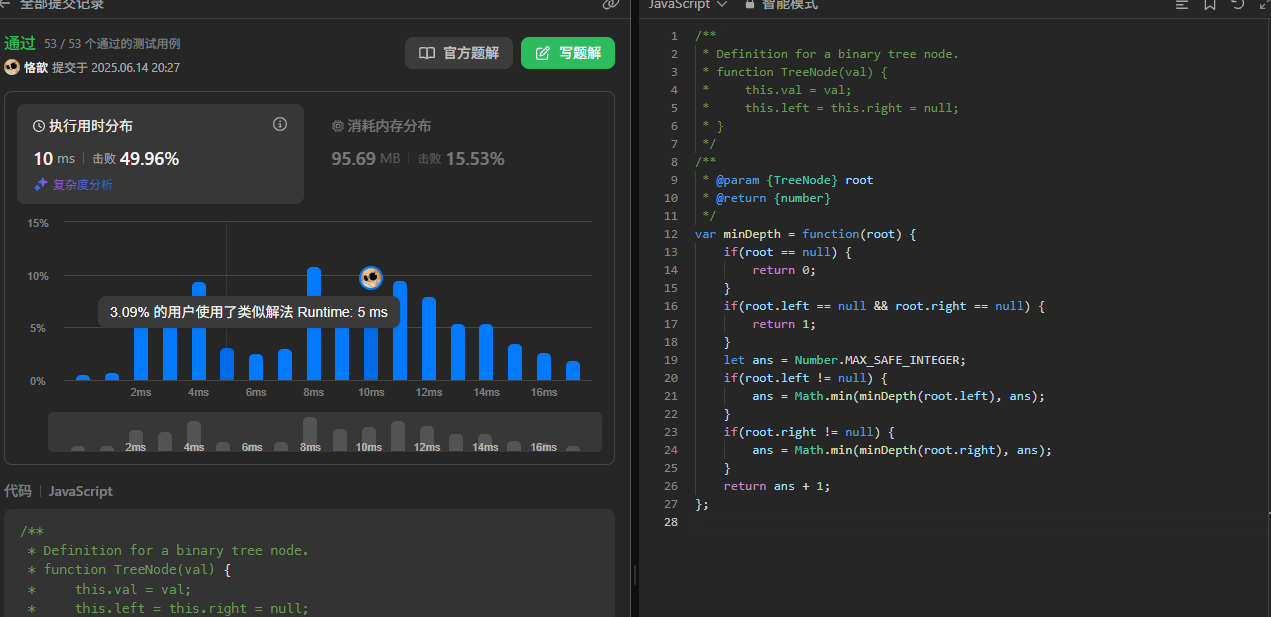 全部提交记录
通过 53 / 53 个通过的测试用例
官方题解
写题解
恪歆 提交于 2025.06.14 20:27
执行用时分布
10 ms 击败 49.96%
复杂度分析
消耗内存分布
95.69 MB 击败 15.53%
15%
10%
5%
0%
3.09% 的用户使用了类似解法 Runtime: 5 ms
2ms 4ms 6ms 8ms 10ms 12ms 14ms 16ms
2ms 4ms 6ms 8ms 10ms 12ms 14ms 16ms
代码 JavaScript
/**
 * Definition for a binary tree node.
 * function TreeNode(val) {
 *     this.val = val;
 *     this.left = this.right = null;
JavaScript 智能模式
1 /**
2  * Definition for a binary tree node.
3  * function TreeNode(val) {
4  *     this.val = val;
5  *     this.left = this.right = null;
6  * }
7  */
8 /**
9  * @param {TreeNode} root
10  * @return {number}
11  */
12 var minDepth = function(root) {
13     if(root == null) {
14         return 0;
15     }
16     if(root.left == null && root.right == null) {
17         return 1;
18     }
19     let ans = Number.MAX_SAFE_INTEGER;
20     if(root.left != null) {
21         ans = Math.min(minDepth(root.left), ans);
22     }
23     if(root.right != null) {
24         ans = Math.min(minDepth(root.right), ans);
25     }
26     return ans + 1;
27 };
28